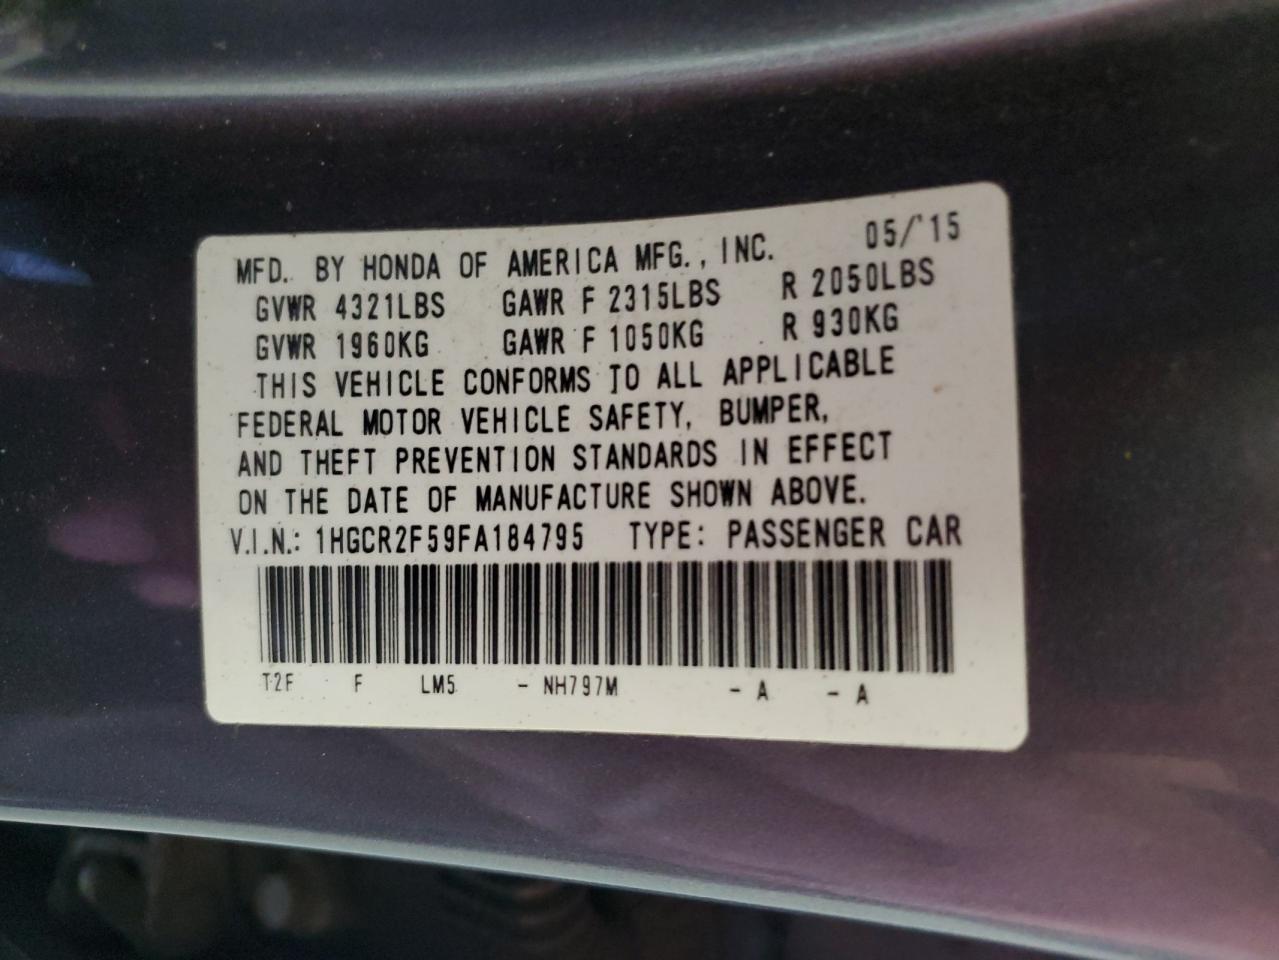 MFD. BY HONDA OF AMERICA MFG., INC. 05/'15
GVWR 4321LBS GAWR F 2315LBS R 2050LBS
GVWR 1960KG GAWR F 1050KG R 930KG
THIS VEHICLE CONFORMS TO ALL APPLICABLE
FEDERAL MOTOR VEHICLE SAFETY, BUMPER,
AND THEFT PREVENTION STANDARDS IN EFFECT
ON THE DATE OF MANUFACTURE SHOWN ABOVE.
V.I.N.: 1HGCR2F59FA184795 TYPE: PASSENGER CAR
T2F F LM5 - NH797M - A - A